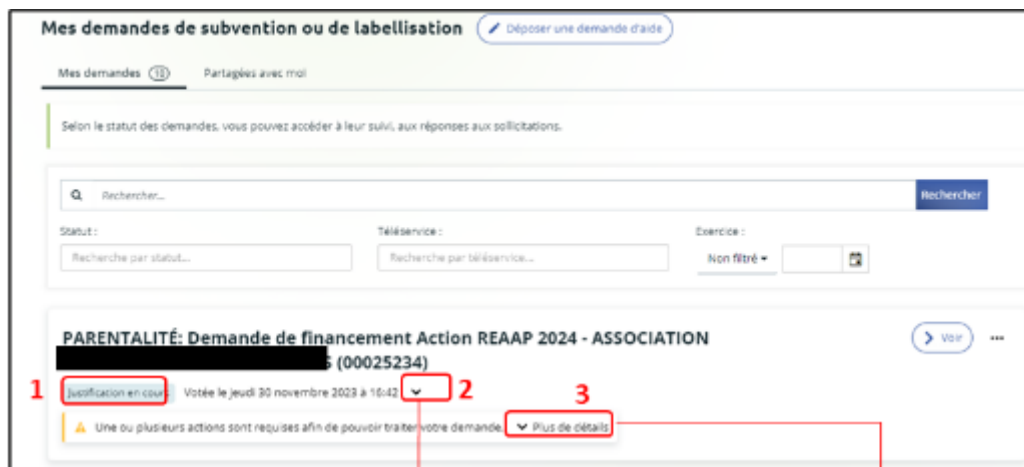 Mes demandes de subvention ou de labellisation Déposer une demande d'aide
Mes demandes (13) Partagées avec moi
Selon le statut des demandes, vous pouvez accéder à leur suivi, aux réponses aux sollicitations.
Rechercher... Rechercher
Statut : Téléservice : Exercice :
Recherche par statut... Recherche par téléservice... Non filtré
PARENTALITÉ: Demande de financement Action REAAP 2024 - ASSOCIATION Voir ...
S (00025234)
1 Justification en cours Votée le jeudi 30 novembre 2023 à 16:42 2
3
Une ou plusieurs actions sont requises afin de pouvoir traiter votre demande. Plus de détails